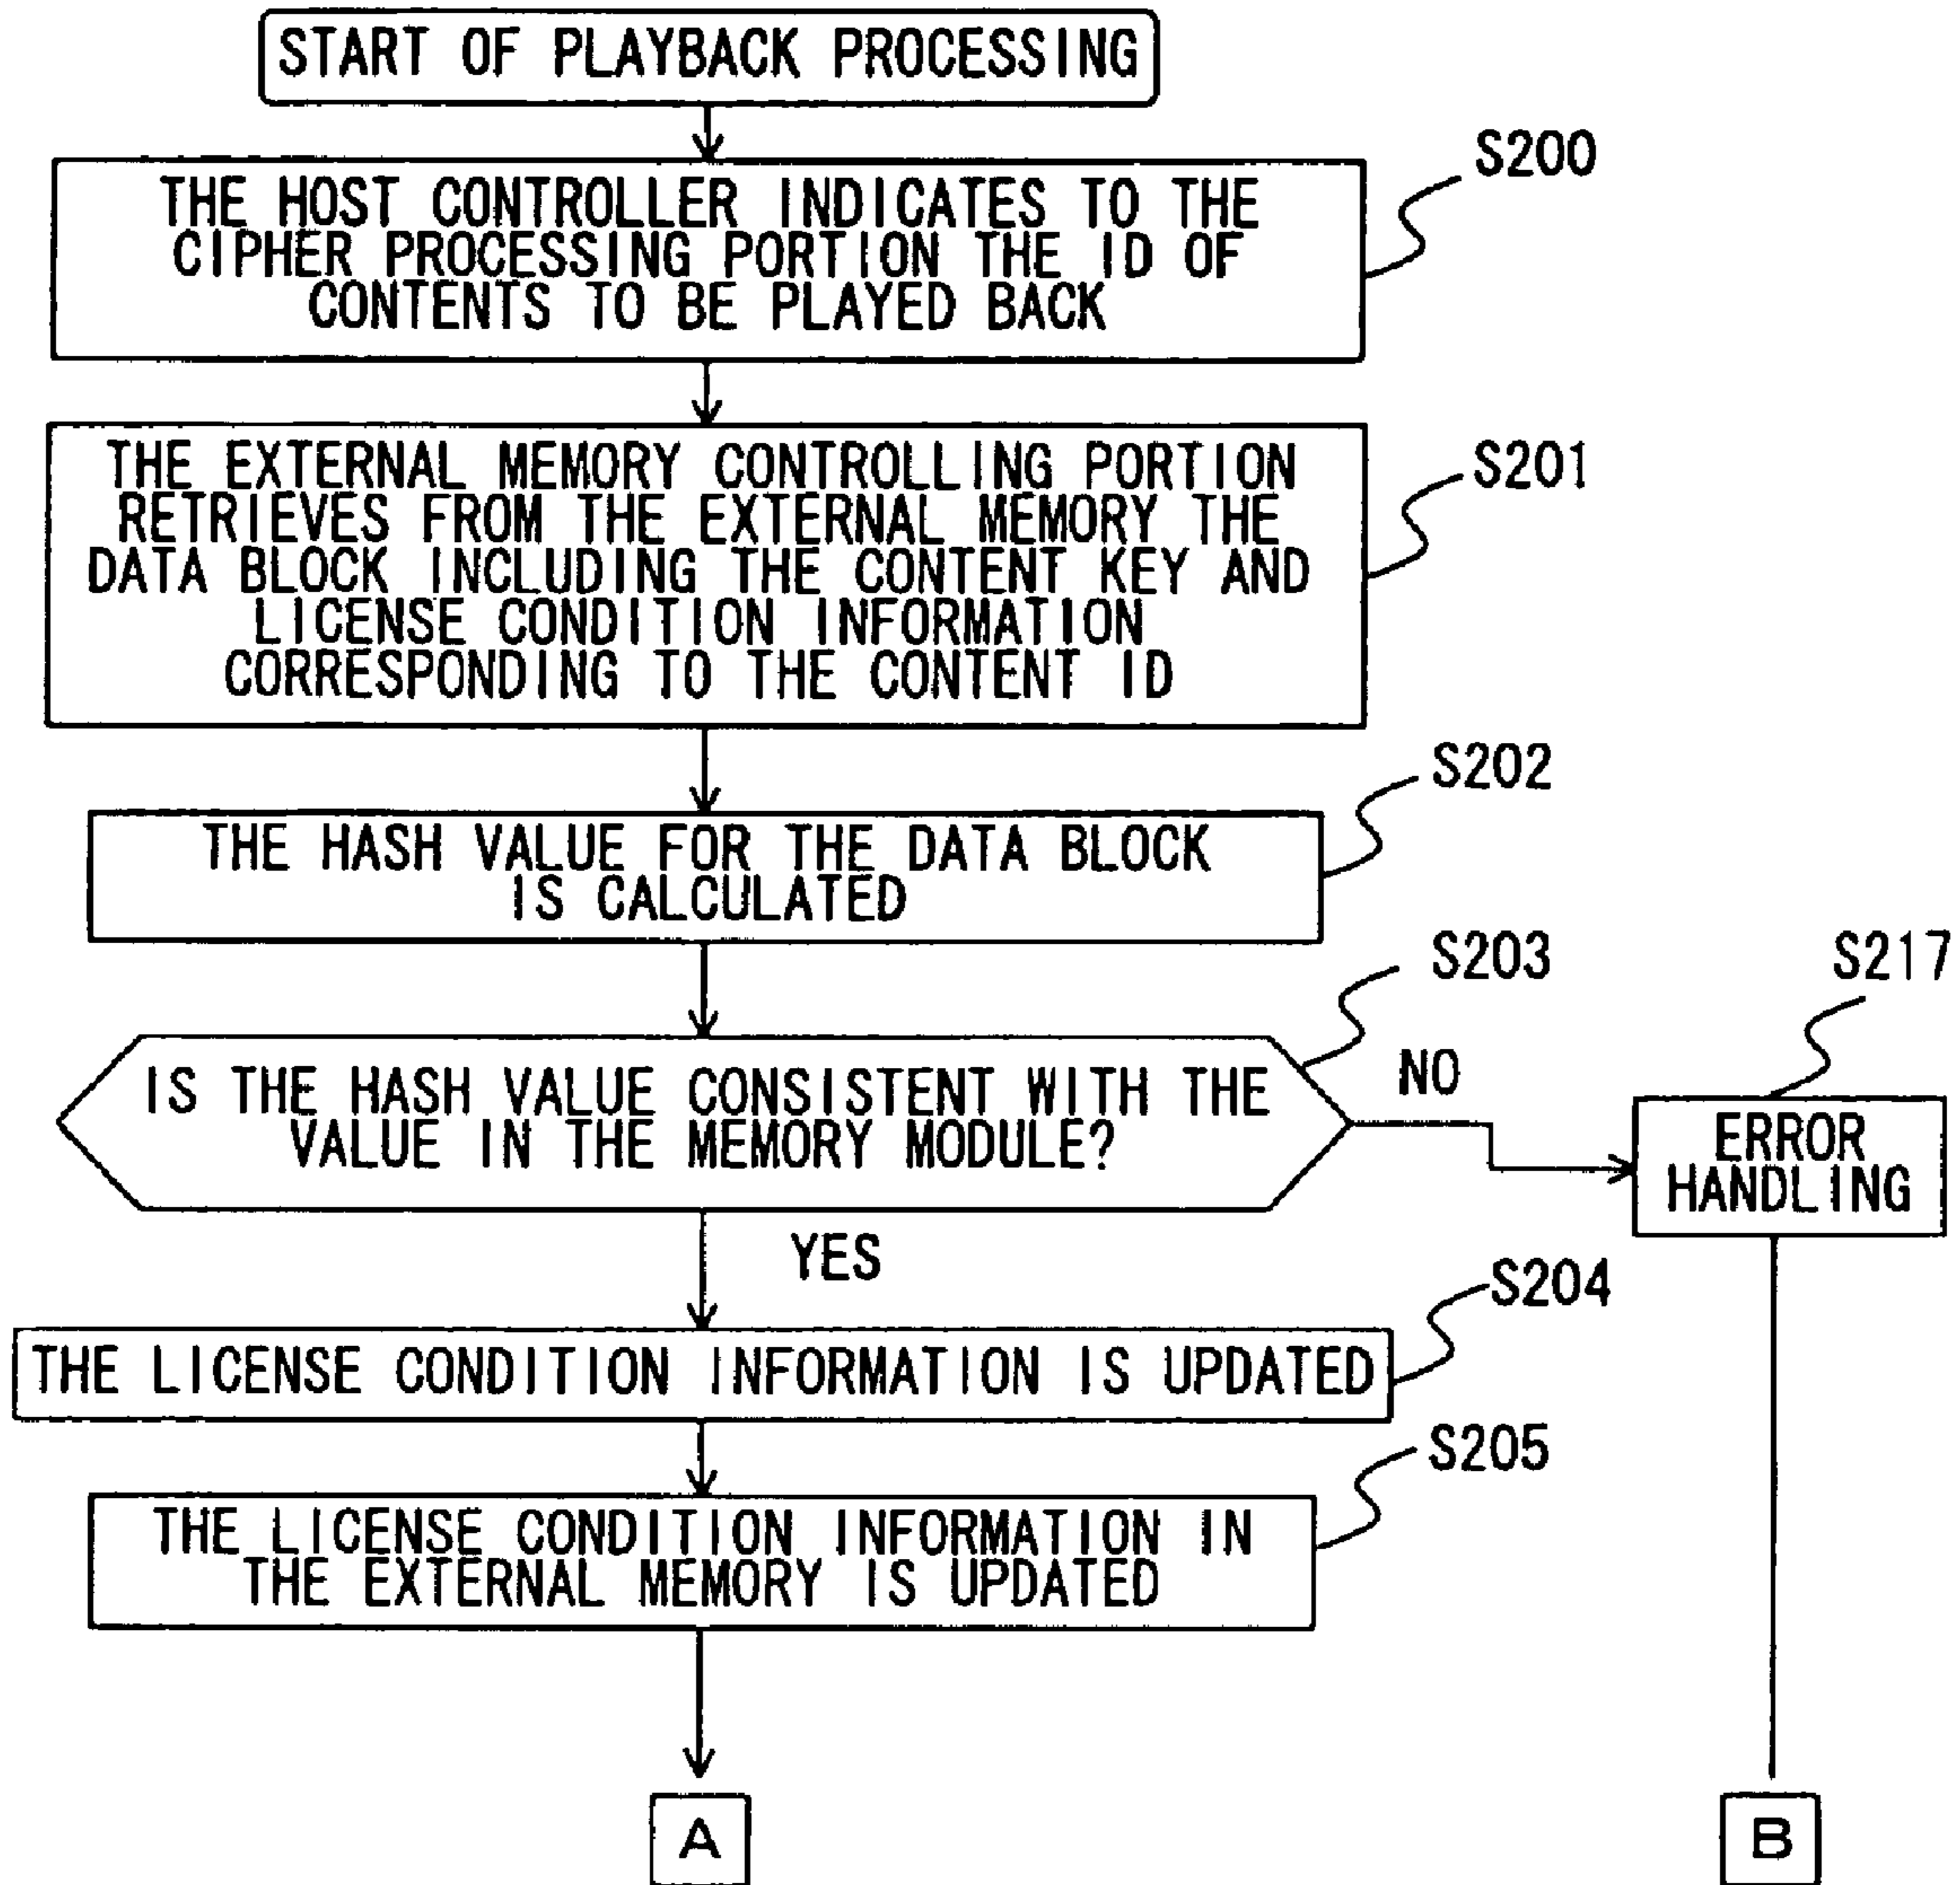 START OF PLAYBACK PROCESSING
S200
THE HOST CONTROLLER INDICATES TO THE
CIPHER PROCESSING PORTION THE ID OF
CONTENTS TO BE PLAYED BACK
S201
THE EXTERNAL MEMORY CONTROLLING PORTION
RETRIEVES FROM THE EXTERNAL MEMORY THE
DATA BLOCK INCLUDING THE CONTENT KEY AND
LICENSE CONDITION INFORMATION
CORRESPONDING TO THE CONTENT ID
S202
THE HASH VALUE FOR THE DATA BLOCK
IS CALCULATED
S203
S217
IS THE HASH VALUE CONSISTENT WITH THE
VALUE IN THE MEMORY MODULE?
NO
ERROR
HANDLING
YES
S204
THE LICENSE CONDITION INFORMATION IS UPDATED
S205
THE LICENSE CONDITION INFORMATION IN
THE EXTERNAL MEMORY IS UPDATED
A
B